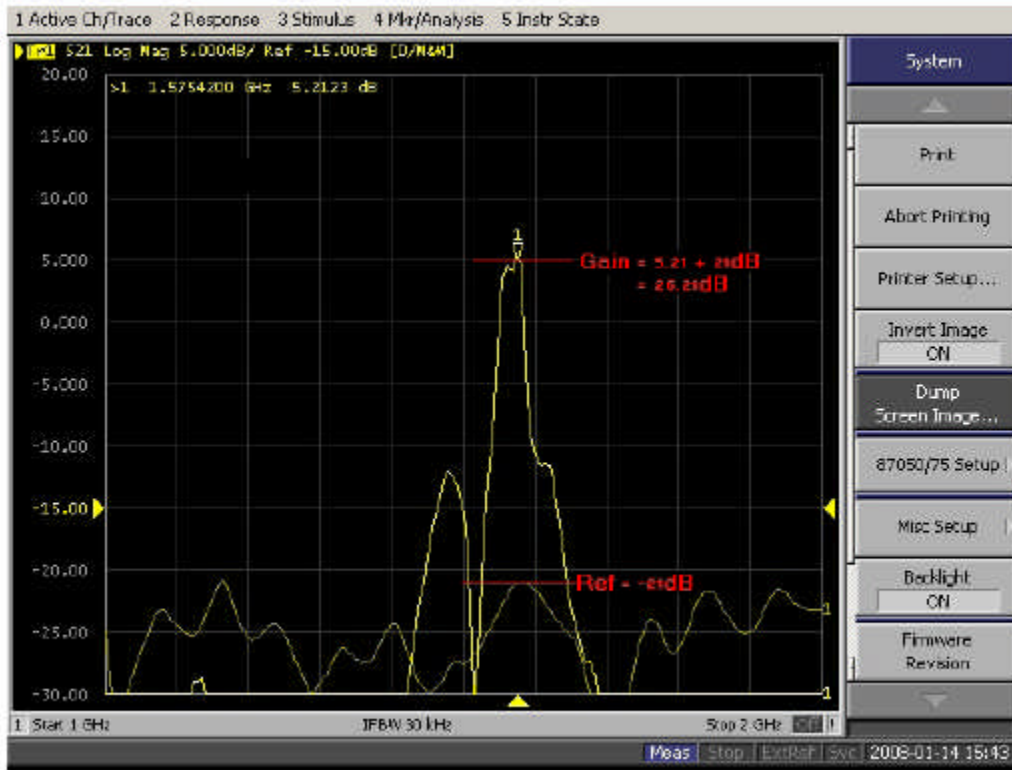 1 Active Ch/Trace 2 Response 3 Stimulus 4 Mkr/Analysis 5 Instr State
Tr1 S21 Log Mag 5.000dB/ Ref -15.00dB [D/M&M]
>1 1.5754200 GHz 5.2123 dB
20.00
15.00
10.00
5.000
0.000
-5.000
-10.00
-15.00
-20.00
-25.00
-30.00
1
Gain = 5.21 + 21dB
= 26.21dB
Ref = -21dB
1
1
1 Start 1 GHz IFBW 30 kHz Stop 2 GHz Off !
Meas Stop ExtRef Svc 2008-01-14 15:43
System
Print
Abort Printing
Printer Setup...
Invert Image
ON
Dump
Screen Image...
87050/75 Setup
Misc Setup
Backlight
ON
Firmware
Revision